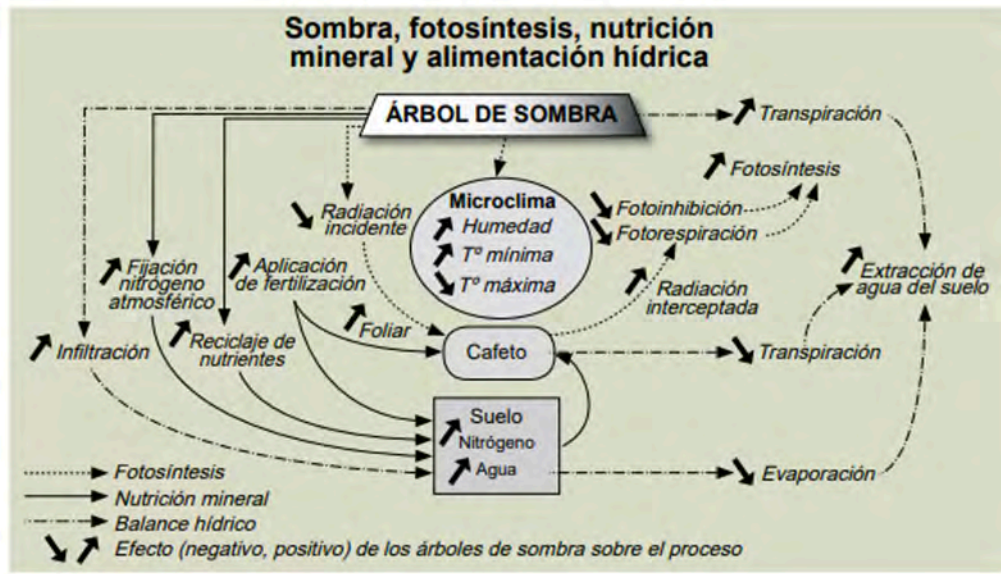 Sombra, fotosíntesis, nutrición
mineral y alimentación hídrica
ÁRBOL DE SOMBRA
Transpiración
Fotosíntesis
Microclima
Humedad
Tº mínima
Tº máxima
Radiación
incidente
Fotoinhibición
Fotorespiración
Fijación
nitrógeno
atmosférico
Aplicación
de fertilización
Radiación
interceptada
Extracción de
agua del suelo
Foliar
Infiltración
Reciclaje de
nutrientes
Cafeto
Transpiración
Suelo
Nitrógeno
Agua
Evaporación
Fotosíntesis
Nutrición mineral
Balance hídrico
Efecto (negativo, positivo) de los árboles de sombra sobre el proceso